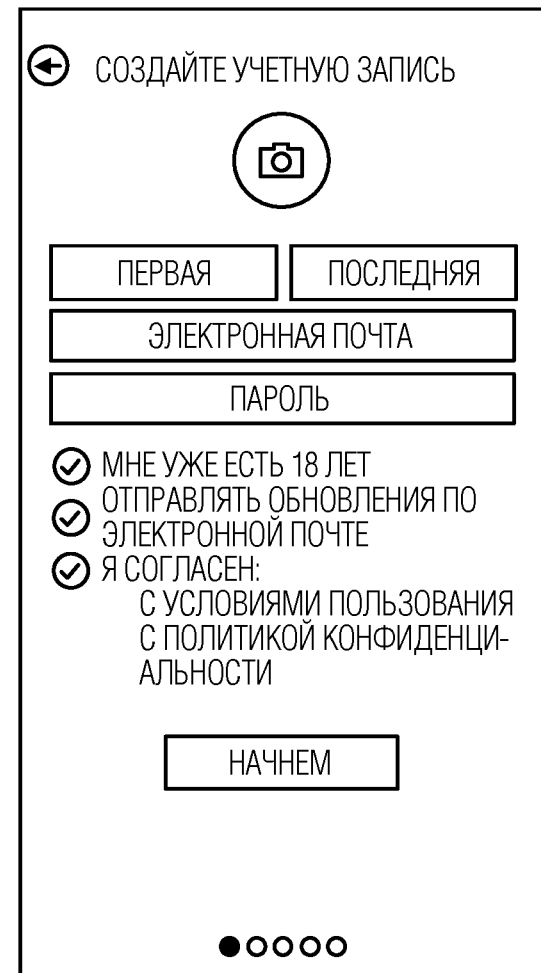 СОЗДАЙТЕ УЧЕТНУЮ ЗАПИСЬ
ПЕРВАЯ ПОСЛЕДНЯЯ
ЭЛЕКТРОННАЯ ПОЧТА
ПАРОЛЬ
МНЕ УЖЕ ЕСТЬ 18 ЛЕТ
ОТПРАВЛЯТЬ ОБНОВЛЕНИЯ ПО
ЭЛЕКТРОННОЙ ПОЧТЕ
Я СОГЛАСЕН:
С УСЛОВИЯМИ ПОЛЬЗОВАНИЯ
С ПОЛИТИКОЙ КОНФИДЕНЦИ-
АЛЬНОСТИ
НАЧНЕМ